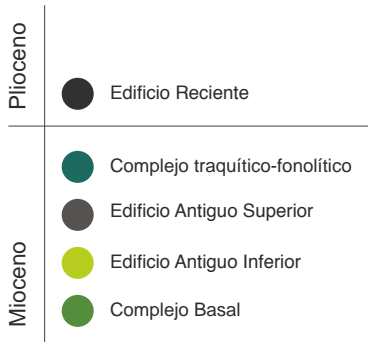 Plioceno
Edificio Reciente
Mioceno
Complejo traquítico-fonolítico
Edificio Antiguo Superior
Edificio Antiguo Inferior
Complejo Basal